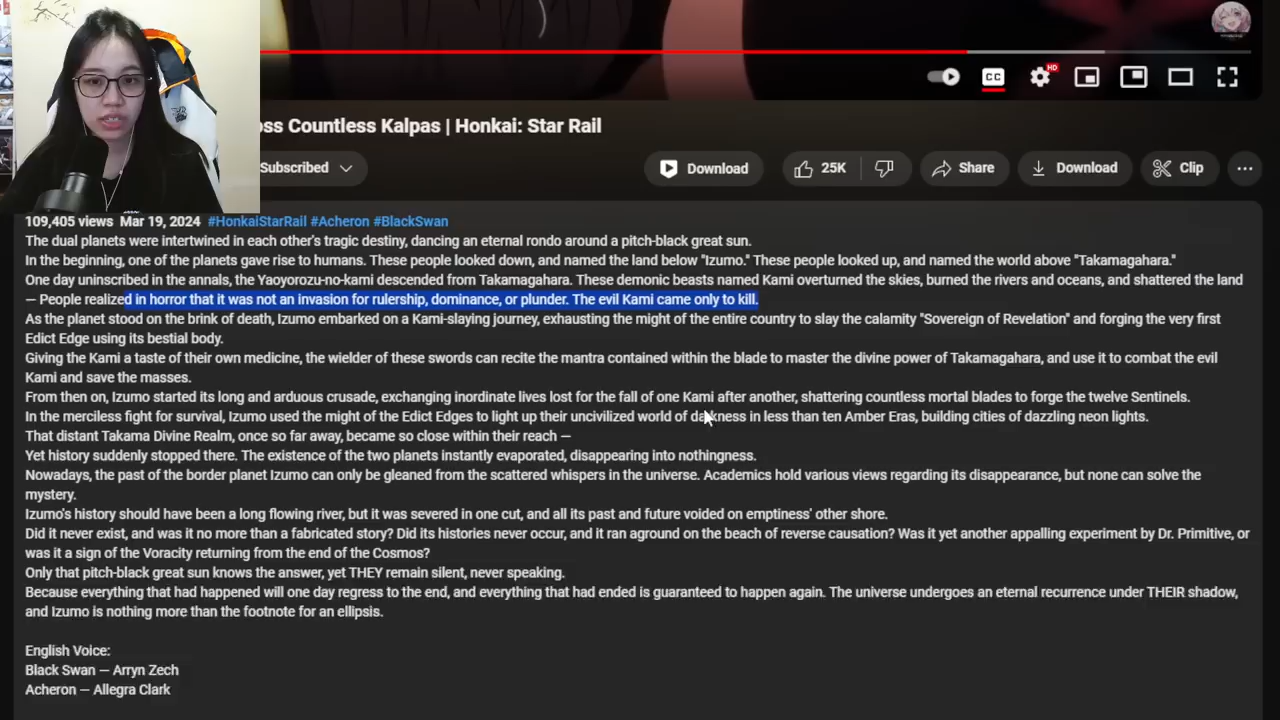 HD
CC
oss Countless Kalpas | Honkai: Star Rail
Subscribed
Download
25K
Share
Download
Clip
109,405 views Mar 19, 2024 #HonkaiStarRail #Acheron #BlackSwan
The dual planets were intertwined in each other's tragic destiny, dancing an eternal rondo around a pitch-black great sun.
In the beginning, one of the planets gave rise to humans. These people looked down, and named the land below "Izumo." These people looked up, and named the world above "Takamagahara."
One day uninscribed in the annals, the Yaoyorozu-no-kami descended from Takamagahara. These demonic beasts named Kami overturned the skies, burned the rivers and oceans, and shattered the land
— People realized in horror that it was not an invasion for rulership, dominance, or plunder. The evil Kami came only to kill.
As the planet stood on the brink of death, Izumo embarked on a Kami-slaying journey, exhausting the might of the entire country to slay the calamity "Sovereign of Revelation" and forging the very first
Edict Edge using its bestial body.
Giving the Kami a taste of their own medicine, the wielder of these swords can recite the mantra contained within the blade to master the divine power of Takamagahara, and use it to combat the evil
Kami and save the masses.
From then on, Izumo started its long and arduous crusade, exchanging inordinate lives lost for the fall of one Kami after another, shattering countless mortal blades to forge the twelve Sentinels.
In the merciless fight for survival, Izumo used the might of the Edict Edges to light up their uncivilized world of darkness in less than ten Amber Eras, building cities of dazzling neon lights.
That distant Takama Divine Realm, once so far away, became so close within their reach —
Yet history suddenly stopped there. The existence of the two planets instantly evaporated, disappearing into nothingness.
Nowadays, the past of the border planet Izumo can only be gleaned from the scattered whispers in the universe. Academics hold various views regarding its disappearance, but none can solve the
mystery.
Izumo's history should have been a long flowing river, but it was severed in one cut, and all its past and future voided on emptiness' other shore.
Did it never exist, and was it no more than a fabricated story? Did its histories never occur, and it ran aground on the beach of reverse causation? Was it yet another appalling experiment by Dr. Primitive, or
was it a sign of the Voracity returning from the end of the Cosmos?
Only that pitch-black great sun knows the answer, yet THEY remain silent, never speaking.
Because everything that had happened will one day regress to the end, and everything that had ended is guaranteed to happen again. The universe undergoes an eternal recurrence under THEIR shadow,
and Izumo is nothing more than the footnote for an ellipsis.
English Voice:
Black Swan — Arryn Zech
Acheron — Allegra Clark